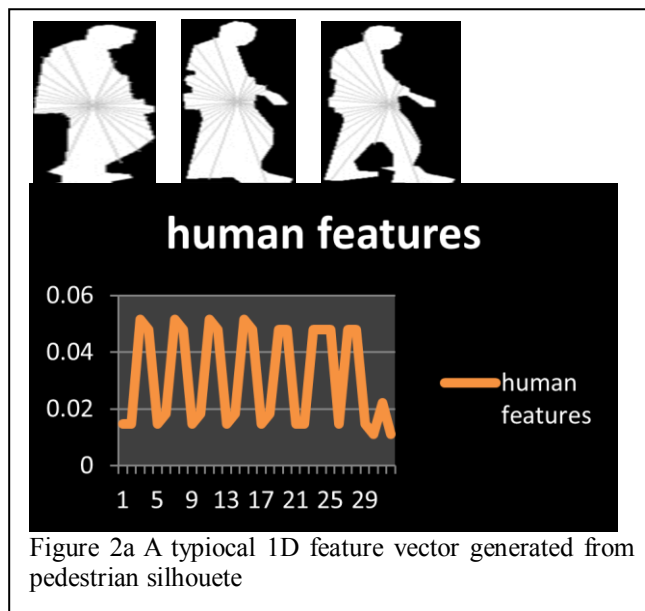 human features
0.06
0.04
0.02
0
1 5 9 13 17 21 25 29
human
features
Figure 2a A typiocal 1D feature vector generated from
pedestrian silhouete